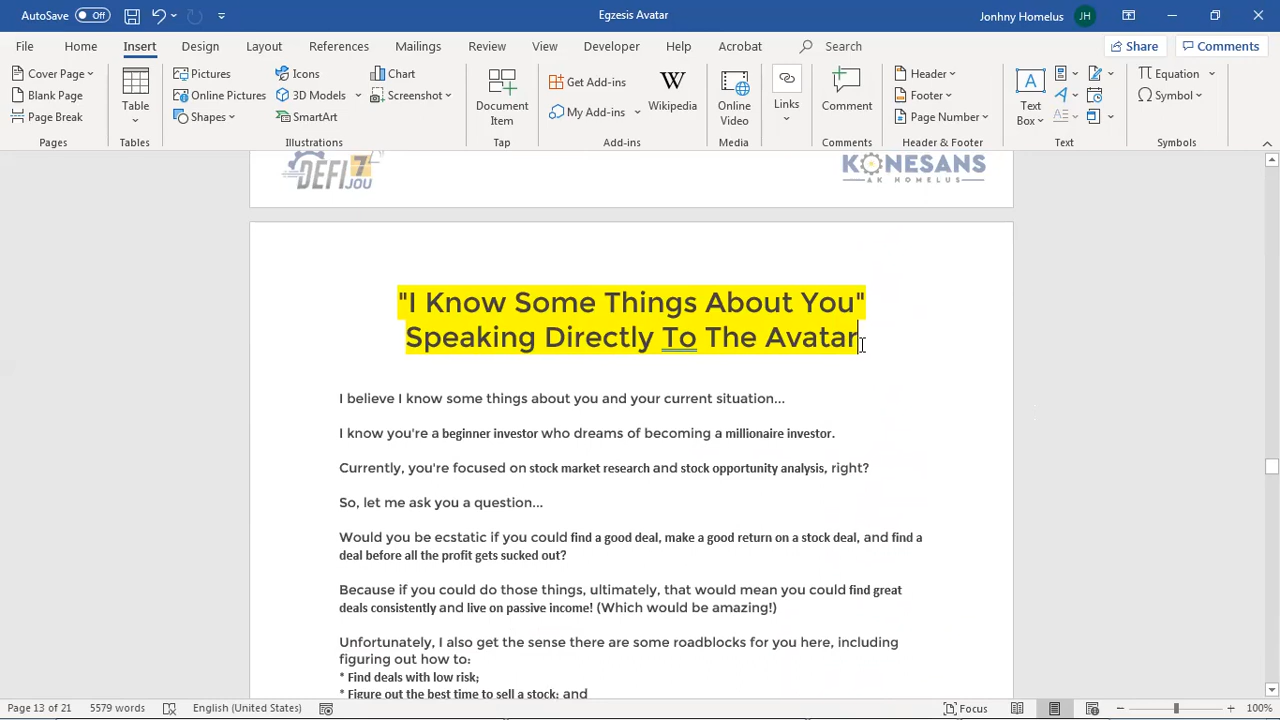 AutoSave Off Egzesis Avatar Jonhny Homelus JH
File Home Insert Design Layout References Mailings Review View Developer Help Acrobat Search Share Comments
Cover Page
Blank Page
Page Break
Pages
Table
Tables
Pictures
Online Pictures
Shapes
Icons
3D Models
SmartArt
Chart
Screenshot
Illustrations
Document
Item
Tap
Get Add-ins
My Add-ins
Wikipedia
Add-ins
Online
Video
Media
Links
Comment
Comments
Header
Footer
Page Number
Header & Footer
Text
Box
Text
Equation
Symbol
Symbols
DEFI 7
JOU
KONESANS
AK HOMELUS
"I Know Some Things About You"
Speaking Directly To The Avatar
I believe I know some things about you and your current situation...
I know you're a beginner investor who dreams of becoming a millionaire investor.
Currently, you're focused on stock market research and stock opportunity analysis, right?
So, let me ask you a question...
Would you be ecstatic if you could find a good deal, make a good return on a stock deal, and find a
deal before all the profit gets sucked out?
Because if you could do those things, ultimately, that would mean you could find great
deals consistently and live on passive income! (Which would be amazing!)
Unfortunately, I also get the sense there are some roadblocks for you here, including
figuring out how to:
* Find deals with low risk;
* Figure out the best time to sell a stock; and
Page 13 of 21 5579 words English (United States) Focus 100%